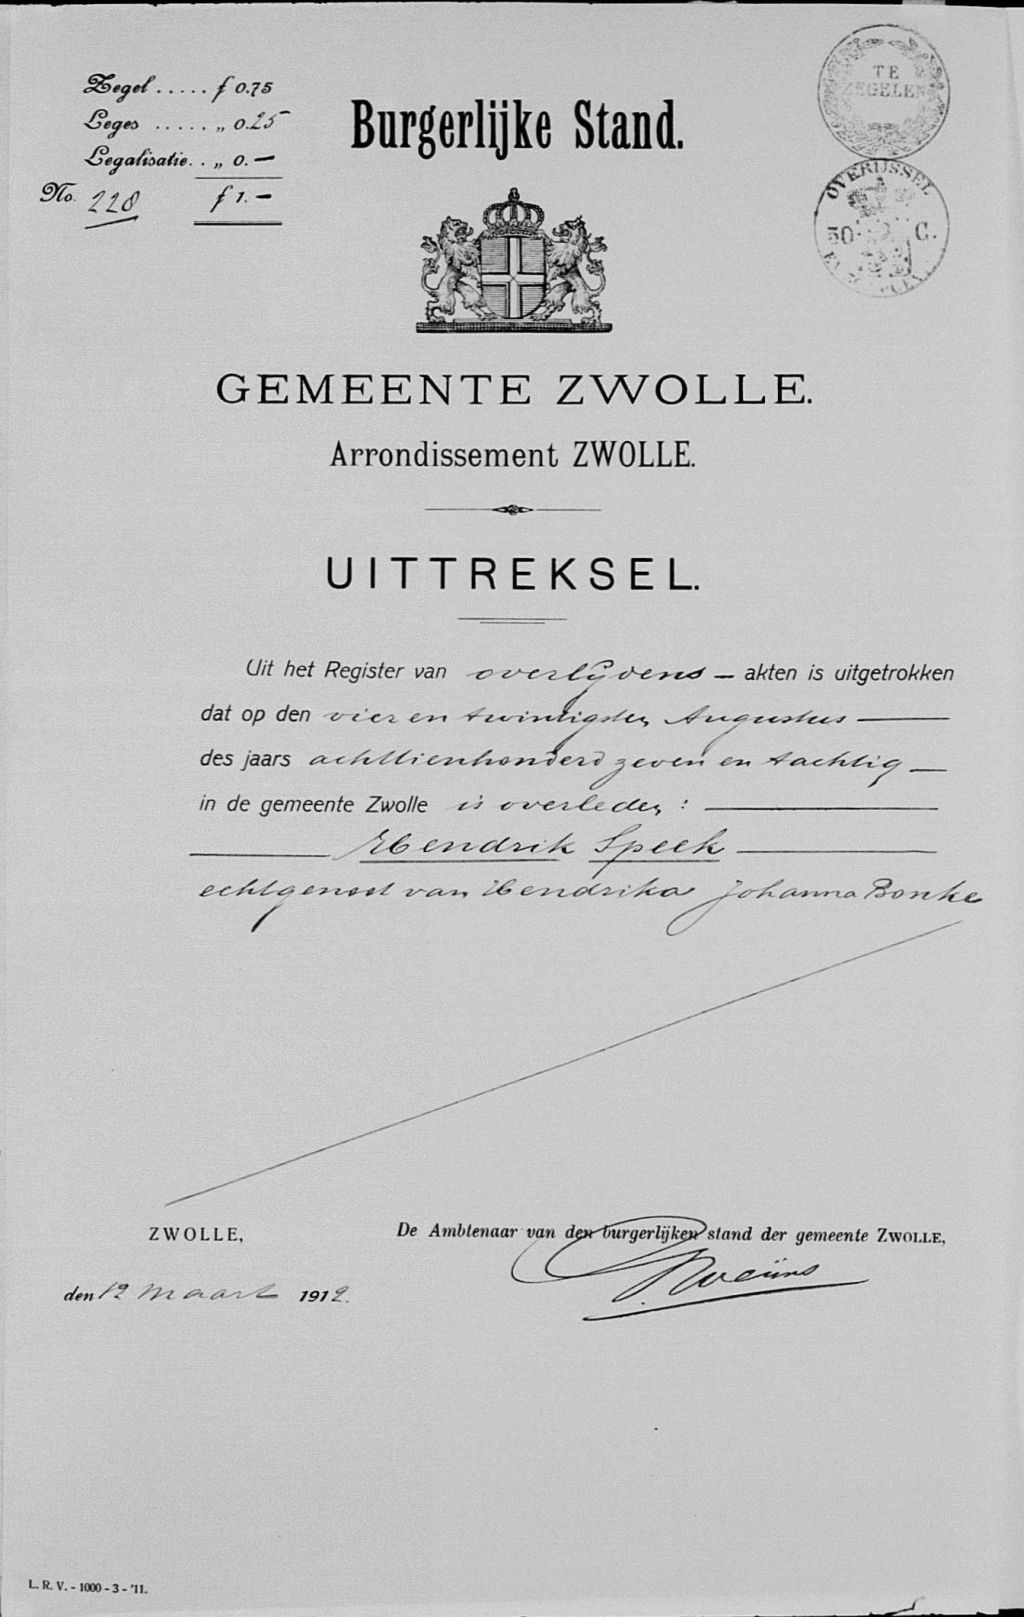 Zegel ..... f 0.75
Leges ..... „ 0.25
Legalisatie. . „ 0. —
No. 228 f 1. —
Burgerlijke Stand.
TE
ZEGELEN
OVERIJSSEL
50 C.
GEMEENTE ZWOLLE.
Arrondissement ZWOLLE.
UITTREKSEL.
Uit het Register van overlijdens — akten is uitgetrokken
dat op den vier en twintigsten Augustus —
des jaars achttienhonderd zeven en tachtig —
in de gemeente Zwolle is overleden : —
— Hendrik Speek —
echtgenoot van Hendrika Johanna Bonke
ZWOLLE,
De Ambtenaar van den burgerlijken stand der gemeente ZWOLLE,
den 12 maart 1912.
L. R. V. - 1000 - 3 - '11.